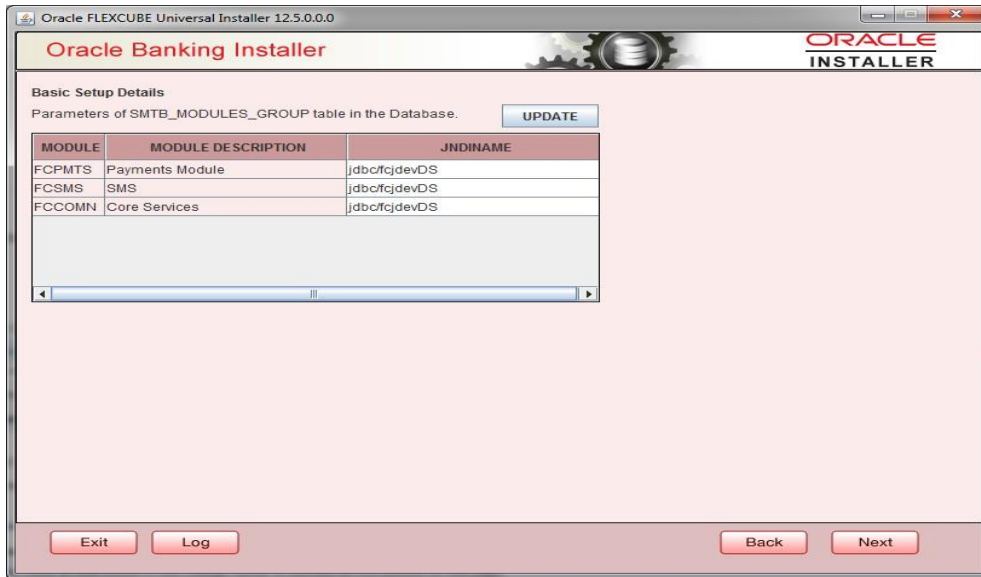 Oracle FLEXCUBE Universal Installer 12.5.0.0.0
Oracle Banking Installer
ORACLE
INSTALLER
Basic Setup Details
Parameters of SMTB_MODULES_GROUP table in the Database.
UPDATE
MODULE MODULE DESCRIPTION JNDINAME
FCPMTS Payments Module jdbc/fcjdevDS
FCSMS SMS jdbc/fcjdevDS
FCCOMN Core Services jdbc/fcjdevDS
Exit Log Back Next